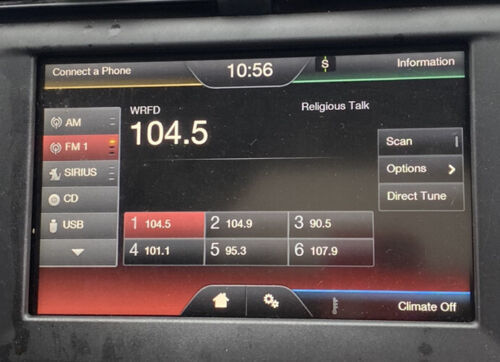 Connect a Phone
10:56
$
Information
WRFD
Religious Talk
104.5
AM
FM 1
SIRIUS
CD
USB
Scan
Options
Direct Tune
1 104.5
2 104.9
3 90.5
4 101.1
5 95.3
6 107.9
Climate Off